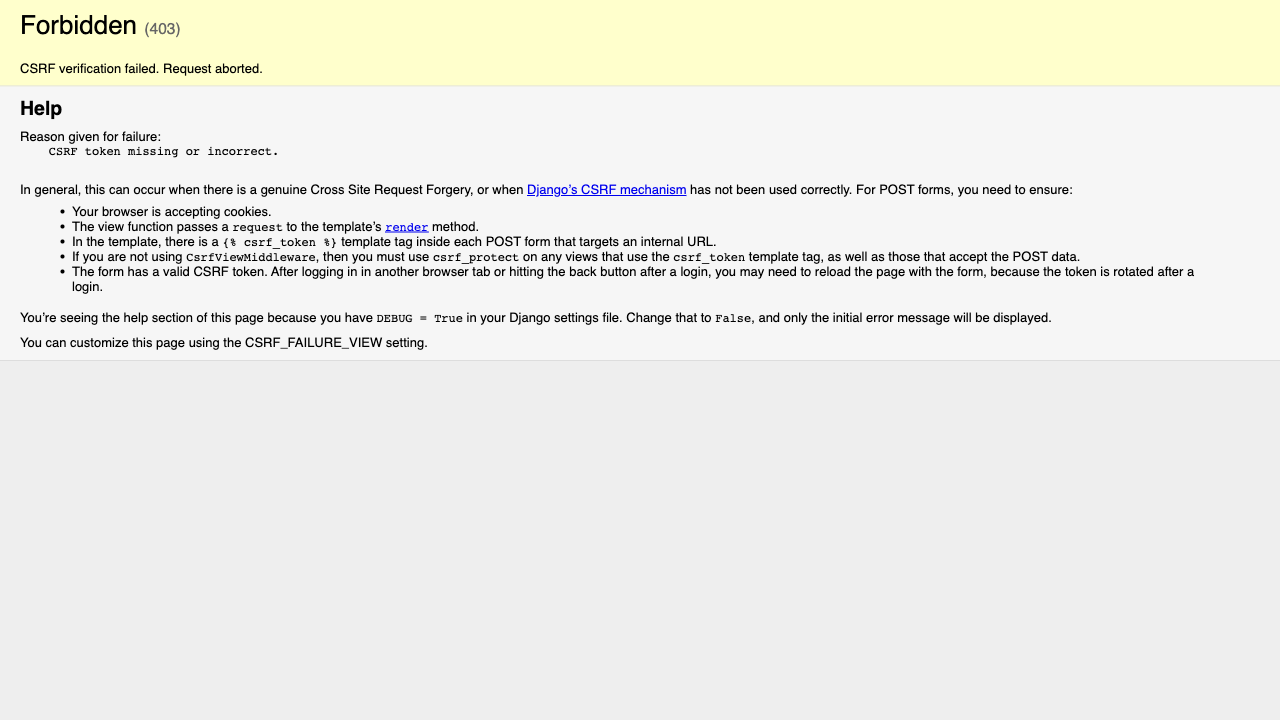 Forbidden (403)
CSRF verification failed. Request aborted.
Help
Reason given for failure:
CSRF token missing or incorrect.
In general, this can occur when there is a genuine Cross Site Request Forgery, or when Django’s CSRF mechanism has not been used correctly. For POST forms, you need to ensure:
• Your browser is accepting cookies.
• The view function passes a request to the template’s render method.
• In the template, there is a {% csrf_token %} template tag inside each POST form that targets an internal URL.
• If you are not using CsrfViewMiddleware, then you must use csrf_protect on any views that use the csrf_token template tag, as well as those that accept the POST data.
• The form has a valid CSRF token. After logging in in another browser tab or hitting the back button after a login, you may need to reload the page with the form, because the token is rotated after a
login.
You’re seeing the help section of this page because you have DEBUG = True in your Django settings file. Change that to False, and only the initial error message will be displayed.
You can customize this page using the CSRF_FAILURE_VIEW setting.